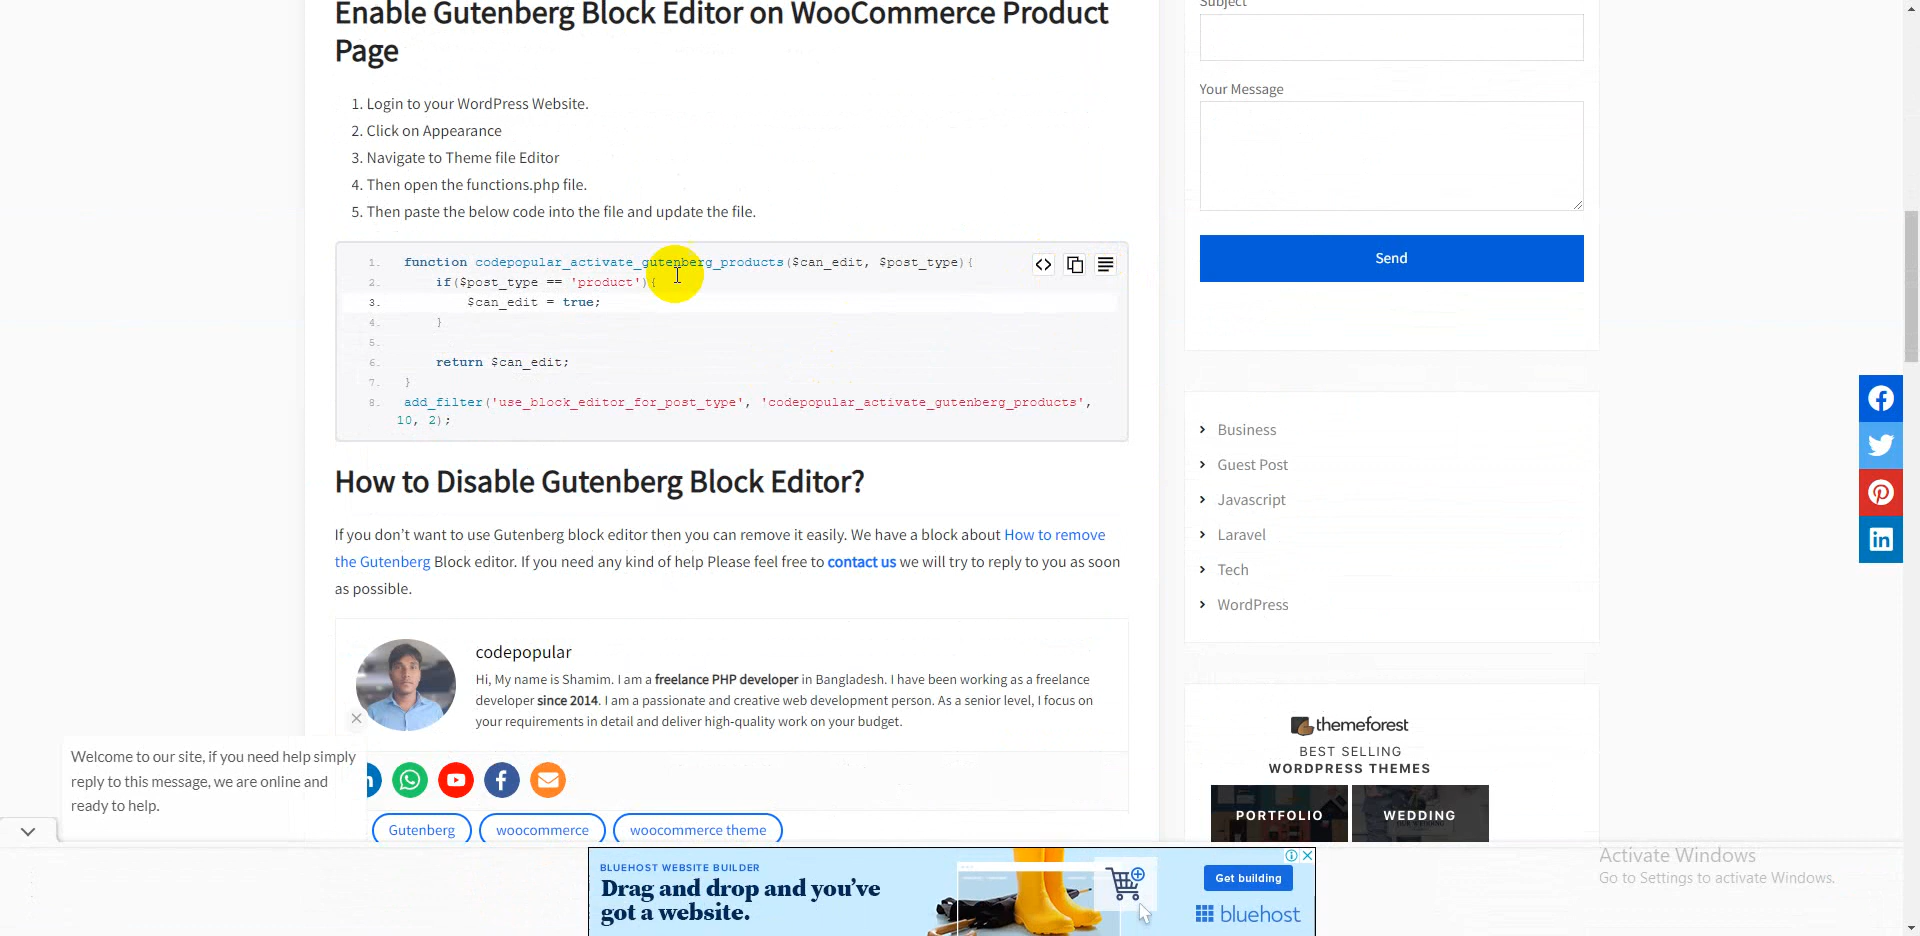 Enable Gutenberg Block Editor on WooCommerce Product
Page
1. Login to your WordPress Website.
2. Click on Appearance
3. Navigate to Theme file Editor
4. Then open the functions.php file.
5. Then paste the below code into the file and update the file.
1. function codepopular_activate_gutenberg_products($can_edit, $post_type){
2. if($post_type == 'product'){
3. $can_edit = true;
4. }
5.
6. return $can_edit;
7. }
8. add_filter('use_block_editor_for_post_type', 'codepopular_activate_gutenberg_products',
10, 2);
How to Disable Gutenberg Block Editor?
If you don't want to use Gutenberg block editor then you can remove it easily. We have a block about How to remove
the Gutenberg Block editor. If you need any kind of help Please feel free to contact us we will try to reply to you as soon
as possible.
codepopular
Hi, My name is Shamim. I am a freelance PHP developer in Bangladesh. I have been working as a freelance
developer since 2014. I am a passionate and creative web development person. As a senior level, I focus on
your requirements in detail and deliver high-quality work on your budget.
Welcome to our site, if you need help simply
reply to this message, we are online and
ready to help.
Gutenberg
woocommerce
woocommerce theme
Subject
Your Message
Send
Business
Guest Post
Javascript
Laravel
Tech
WordPress
themeforest
BEST SELLING
WORDPRESS THEMES
PORTFOLIO
WEDDING
BLUEHOST WEBSITE BUILDER
Drag and drop and you've
got a website.
Get building
bluehost
Activate Windows
Go to Settings to activate Windows.